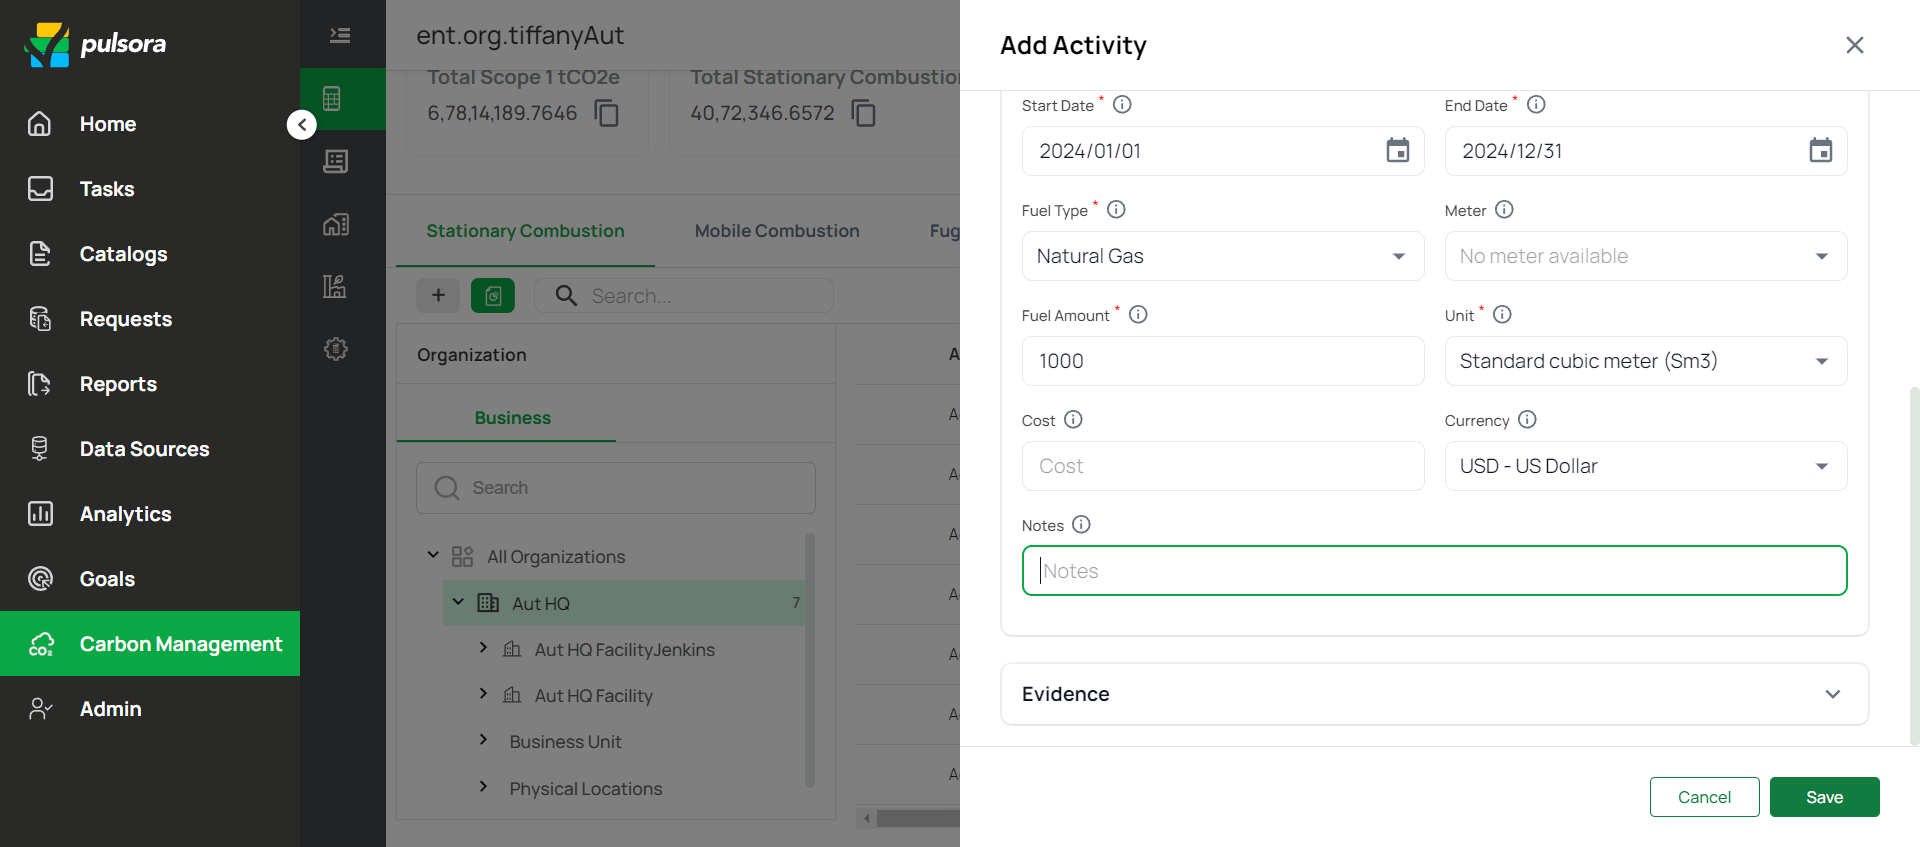 pulsora
Home
Tasks
Catalogs
Requests
Reports
Data Sources
Analytics
Goals
Carbon Management
Admin
ent.org.tiffanyAut
Total Scope 1 tCO2e
6,78,14,189.7646
Total Stationary Combustio
40,72,346.6572
Stationary Combustion
Mobile Combustion
Fug
Search...
Organization
Business
Search
All Organizations
Aut HQ 7
Aut HQ FacilityJenkins
Aut HQ Facility
Business Unit
Physical Locations
A
A
A
A
A
A
A
A
Add Activity
Start Date *
End Date *
2024/01/01
2024/12/31
Fuel Type *
Meter
Natural Gas
No meter available
Fuel Amount *
Unit *
1000
Standard cubic meter (Sm3)
Cost
Currency
Cost
USD - US Dollar
Notes
Notes
Evidence
Cancel
Save